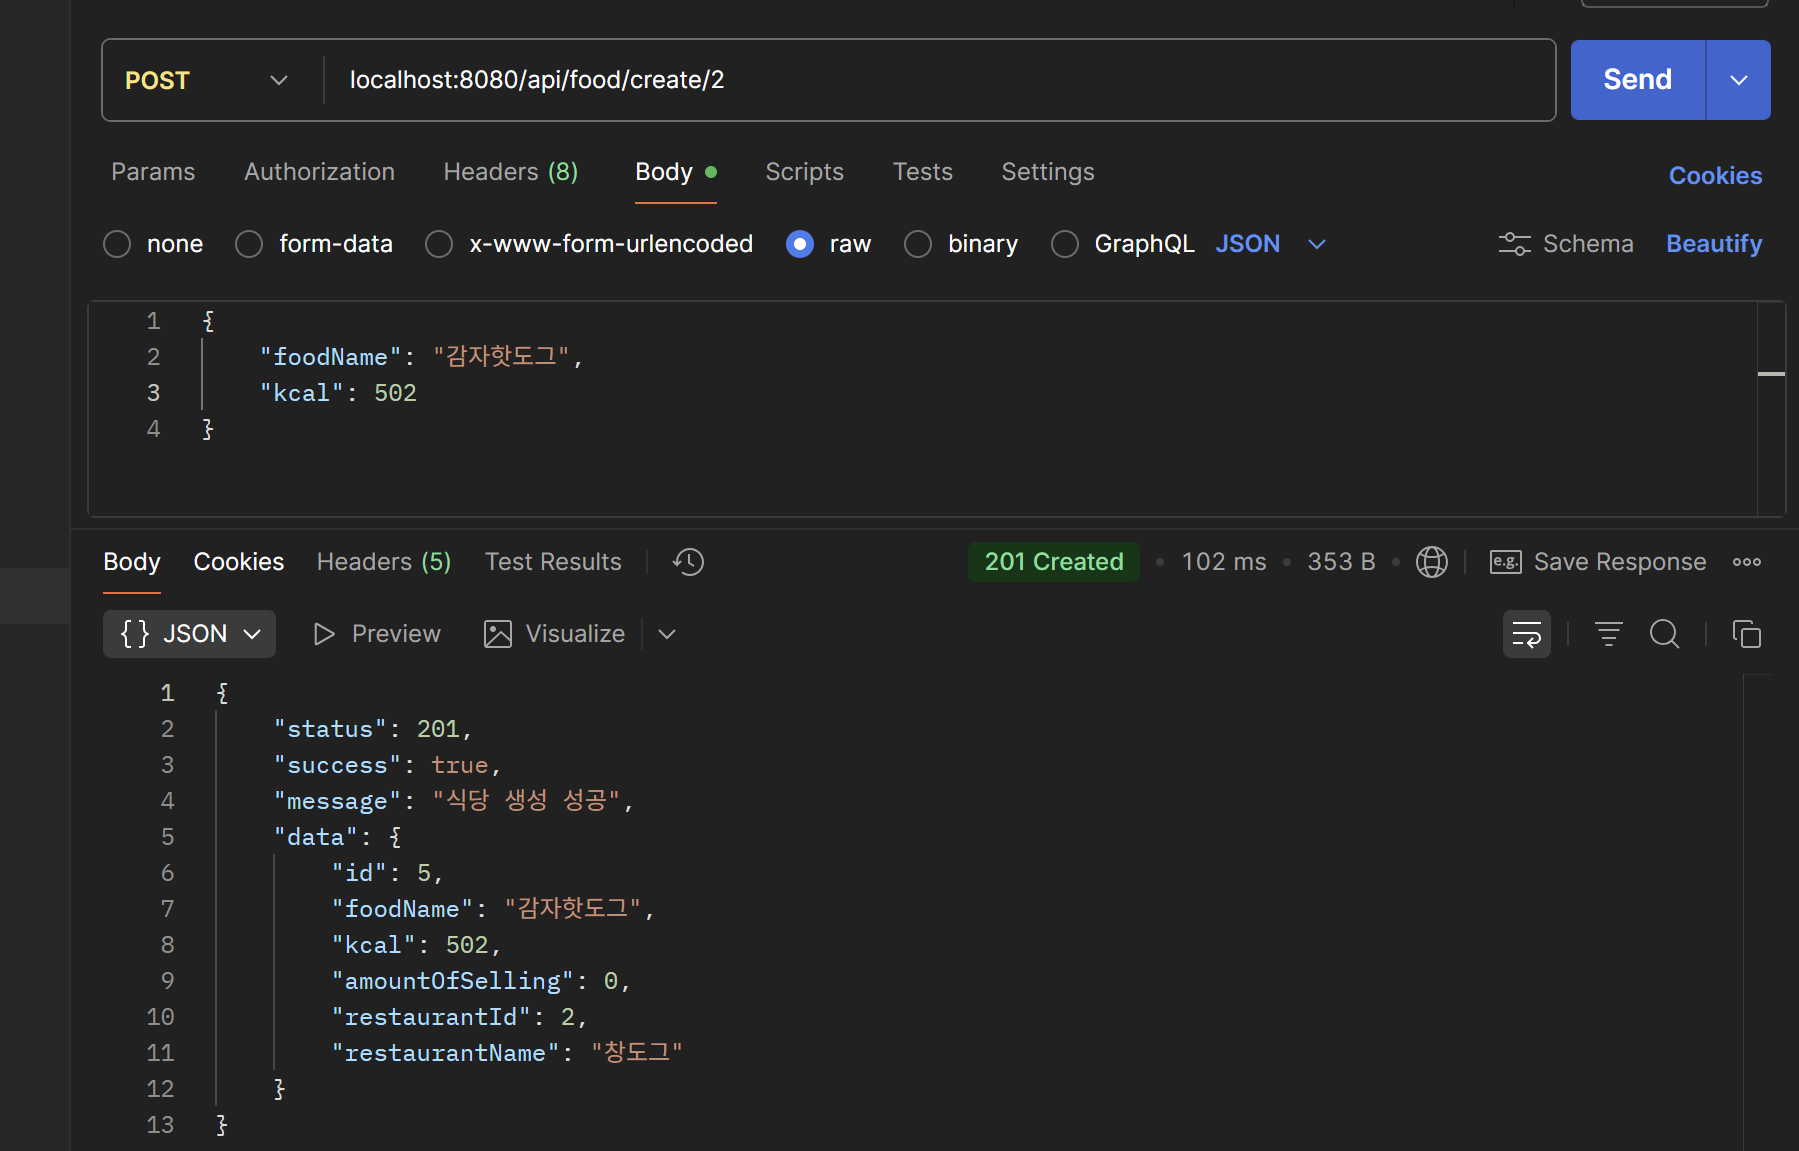 POST localhost:8080/api/food/create/2 Send
Params Authorization Headers (8) Body Scripts Tests Settings Cookies
none form-data x-www-form-urlencoded raw binary GraphQL JSON Schema Beautify
1 {
2 "foodName": "감자핫도그",
3 "kcal": 502
4 }
Body Cookies Headers (5) Test Results 201 Created 102 ms 353 B e.g. Save Response
{} JSON Preview Visualize
1 {
2 "status": 201,
3 "success": true,
4 "message": "식당 생성 성공",
5 "data": {
6 "id": 5,
7 "foodName": "감자핫도그",
8 "kcal": 502,
9 "amountOfSelling": 0,
10 "restaurantId": 2,
11 "restaurantName": "창도그"
12 }
13 }